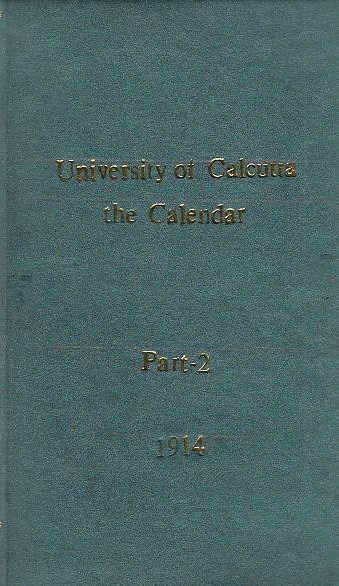 University of Calcutta
the Calendar
Part-2
1914